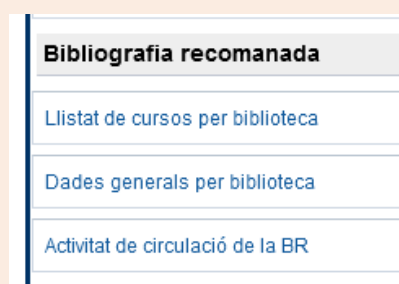 Bibliografia recomanada
Llistat de cursos per biblioteca
Dades generals per biblioteca
Activitat de circulació de la BR